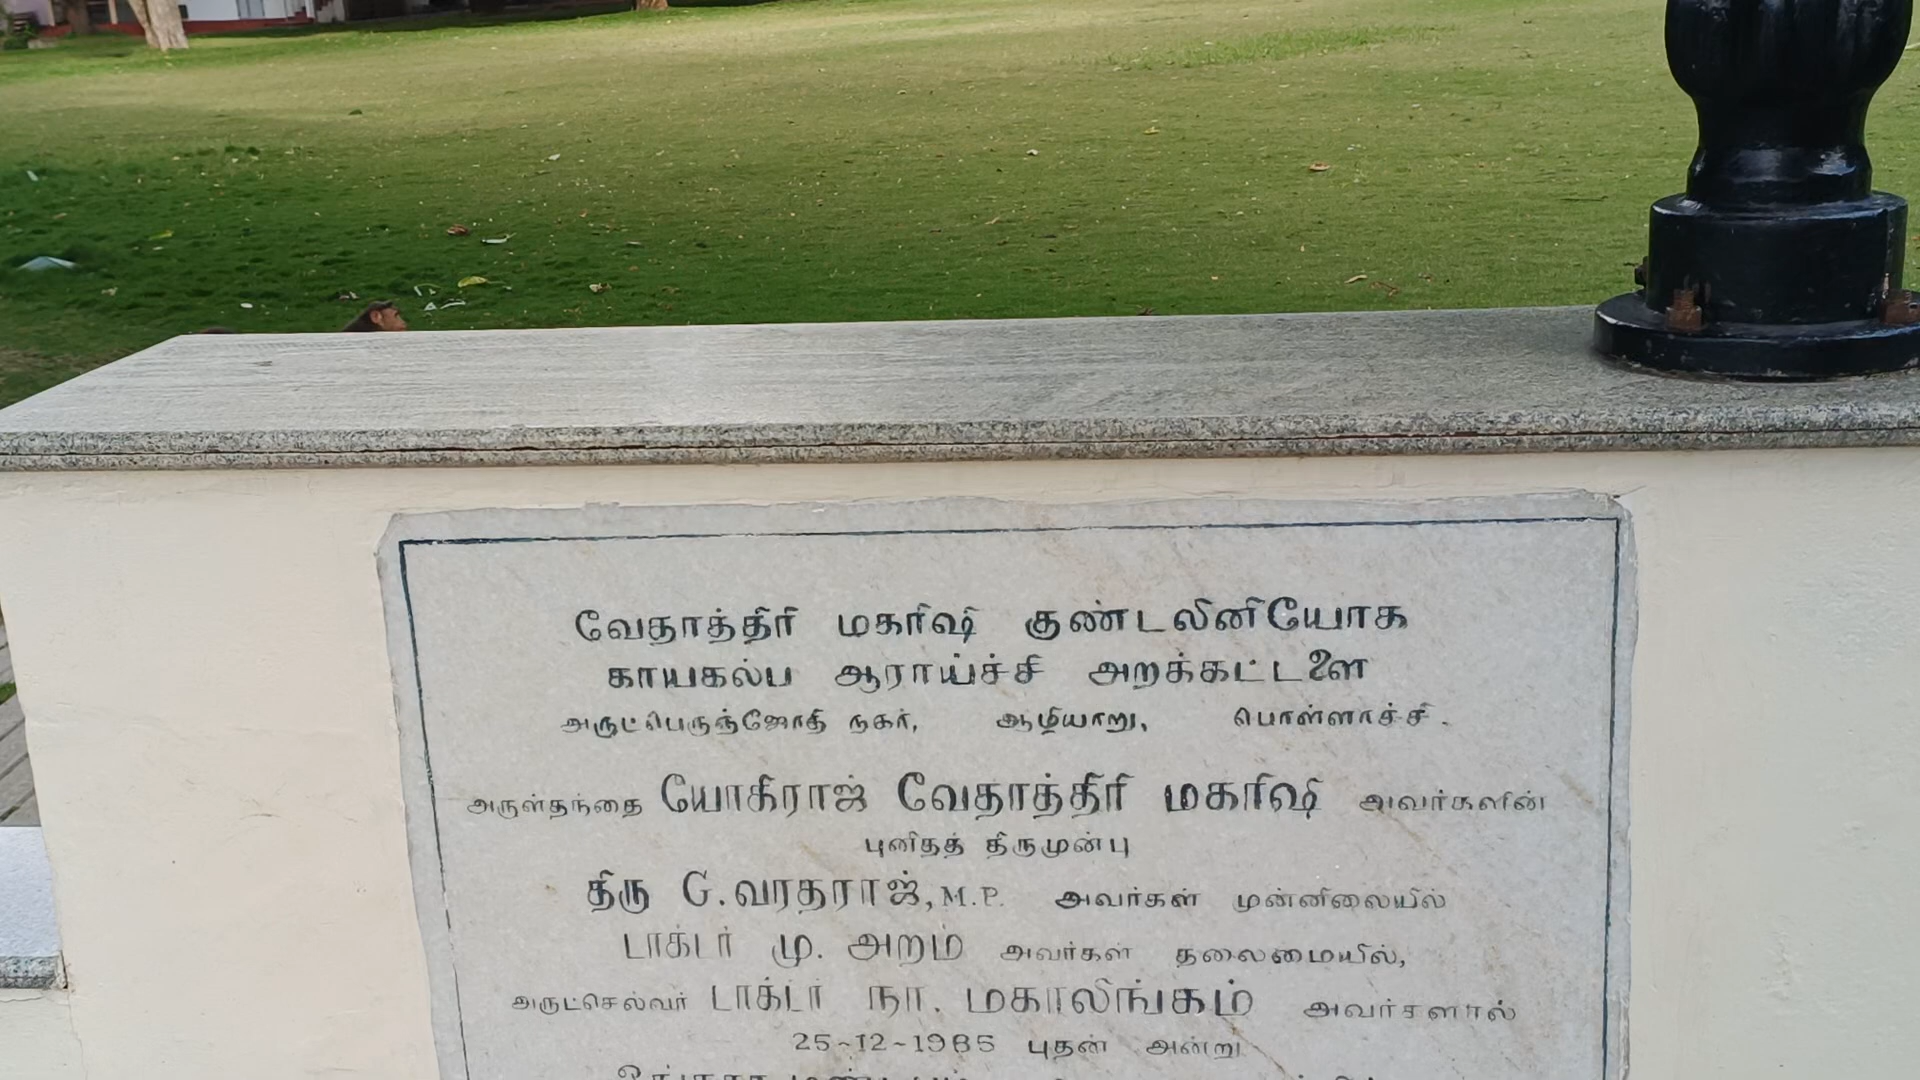 வேதாத்திரி மகரிஷி குண்டலினியோக
காயகல்ப ஆராய்ச்சி அறக்கட்டளை
அருட்பெருஞ்ஜோதி நகர், ஆழியாறு, பொள்ளாச்சி.
அருள்தந்தை யோகிராஜ் வேதாத்திரி மகரிஷி அவர்களின்
புனிதத் திருமுன்பு
திரு G.வரதராஜ், M.P. அவர்கள் முன்னிலையில்
டாக்டர் மு. அறம் அவர்கள் தலைமையில்,
அருட்செல்வர் டாக்டர் நா. மகாலிங்கம் அவர்களால்
25-12-1985 புதன் அன்று